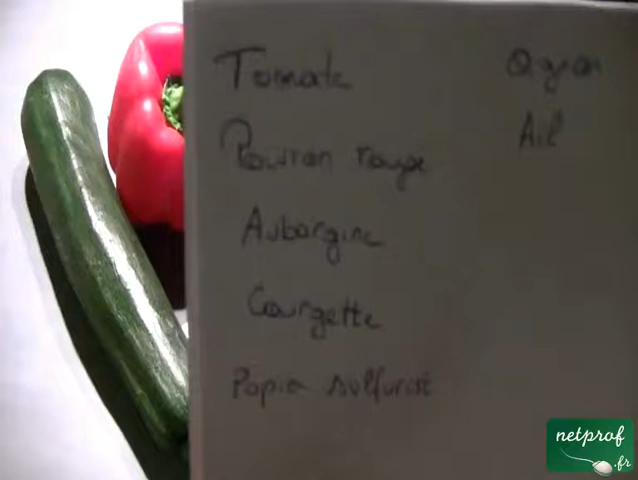 Tomate
Poivron rouge
Aubergine
Courgette
Papier sulfurisé
Oignon
Ail
netprof
.fr